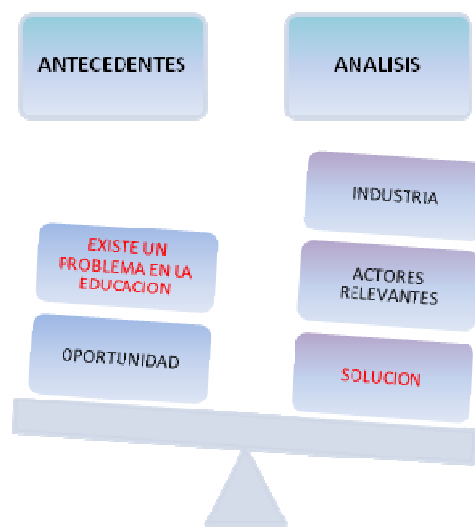 ANTECEDENTES
ANALISIS
INDUSTRIA
EXISTE UN
PROBLEMA EN LA
EDUCACION
ACTORES
RELEVANTES
OPORTUNIDAD
SOLUCION